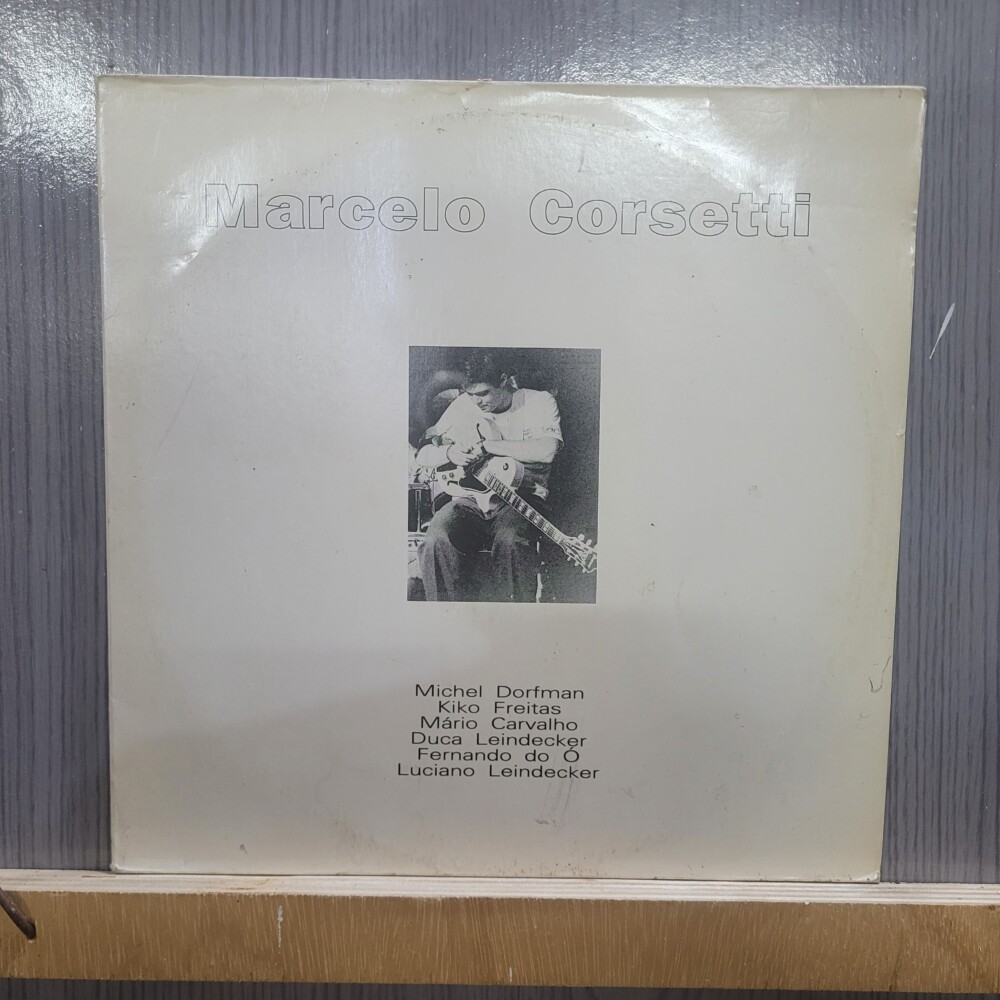 Marcelo Corsetti
Michel Dorfman
Kiko Freitas
Mário Carvalho
Duca Leindecker
Fernando do Ó
Luciano Leindecker